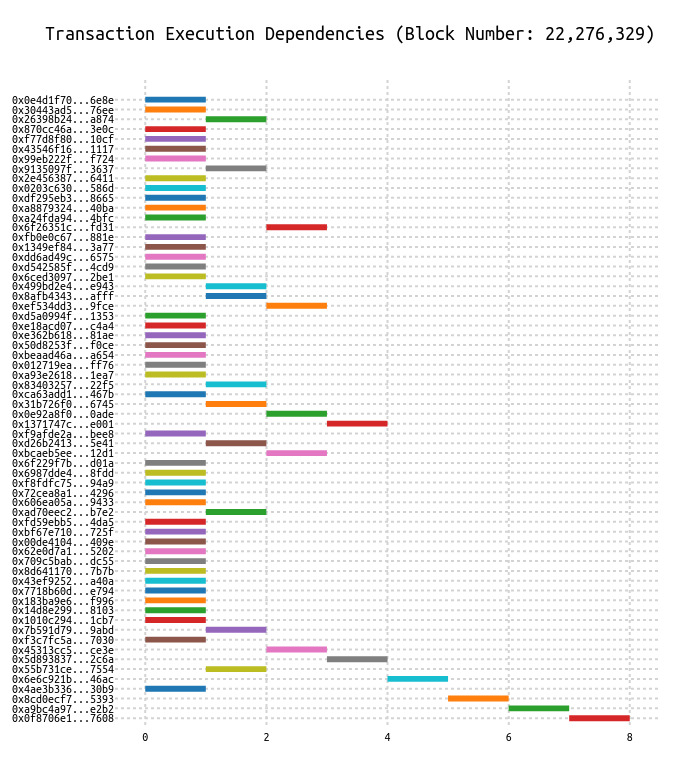 Transaction Execution Dependencies (Block Number: 22,276,329)
0x0e4d1f70...6e8e
0x30443ad5...76ee
0x26398b24...a874
0x870cc46a...3e0c
0xf77d8f80...10cf
0x43546f16...1117
0x99eb222f...f724
0x9135097f...3637
0x2e456387...6411
0x0203c630...586d
0xdf295eb3...8665
0xa8879324...40ba
0xa24fda94...4bfc
0x6f26351c...fd31
0xfb0e0c67...881e
0x1349ef84...3a77
0xdd6ad49c...6575
0xd542585f...4cd9
0x6ced3097...2be1
0x499bd2e4...e943
0x8afb4343...afff
0xef534dd3...9fce
0xd5a0994f...1353
0xe18acd07...c4a4
0xe362b618...81ae
0x50d8253f...f0ce
0xbeaad46a...a654
0x012719ea...ff76
0xa93e2618...1ea7
0x83403257...22f5
0xca63add1...467b
0x31b726f0...6745
0x0e92a8f0...0ade
0x1371747c...e001
0xf9afde2a...bee8
0xd26b2413...5e41
0xbcaeb5ee...12d1
0x6f229f7b...d01a
0x6987dde4...8fdd
0xf8fdfc75...94a9
0x72cea8a1...4296
0x606ea05a...9433
0xad70eec2...b7e2
0xfd59ebb5...4da5
0xbf67e710...725f
0x00de4104...409e
0x62e0d7a1...5202
0x709c5bab...dc55
0x8d641170...7b7b
0x43ef9252...a40a
0x7718b60d...e794
0x183ba9e6...f996
0x14d8e299...8103
0x1010c294...1cb7
0x7b591d79...9abd
0xf3c7fc5a...7030
0x45313cc5...ce3e
0x5d893837...2c6a
0x55b731ce...7554
0x6e6c921b...46ac
0x4ae3b336...30b9
0x8cd0ecf7...5393
0xa9bc4a97...e2b2
0x0f8706e1...7608
0 2 4 6 8